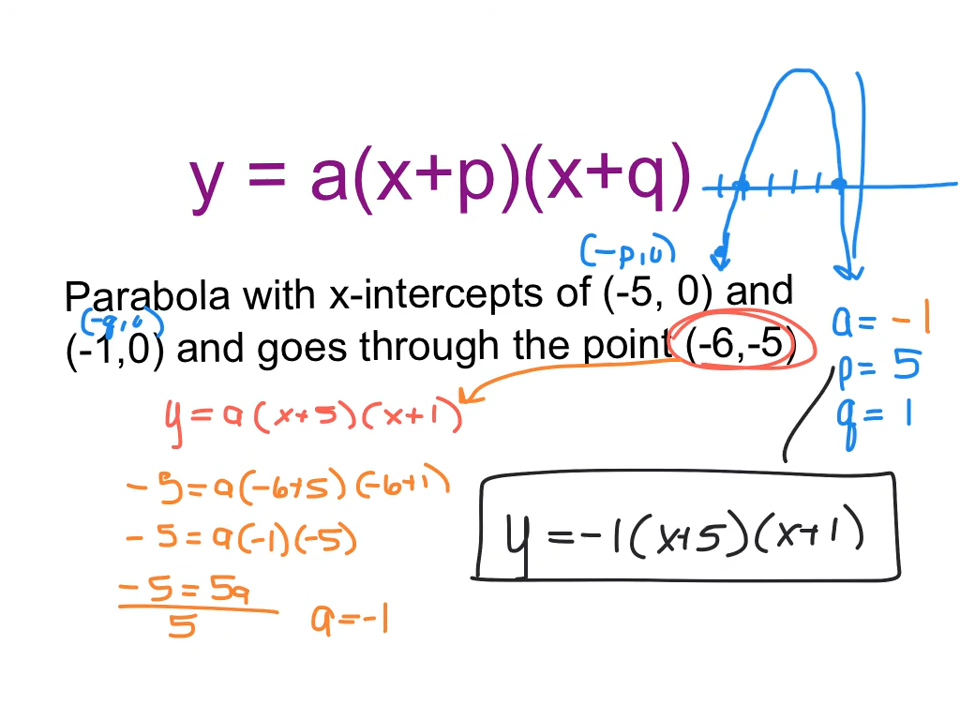 y = a(x+p)(x+q)
(-p,0)
Parabola with x-intercepts of (-5, 0) and
(-q,0)
(-1,0) and goes through the point (-6,-5)
a = -1
p = 5
q = 1
y = a(x+5)(x+1)
-5 = a(-6+5)(-6+1)
-5 = a(-1)(-5)
-5 = 5a
5
a = -1
y = -1(x+5)(x+1)